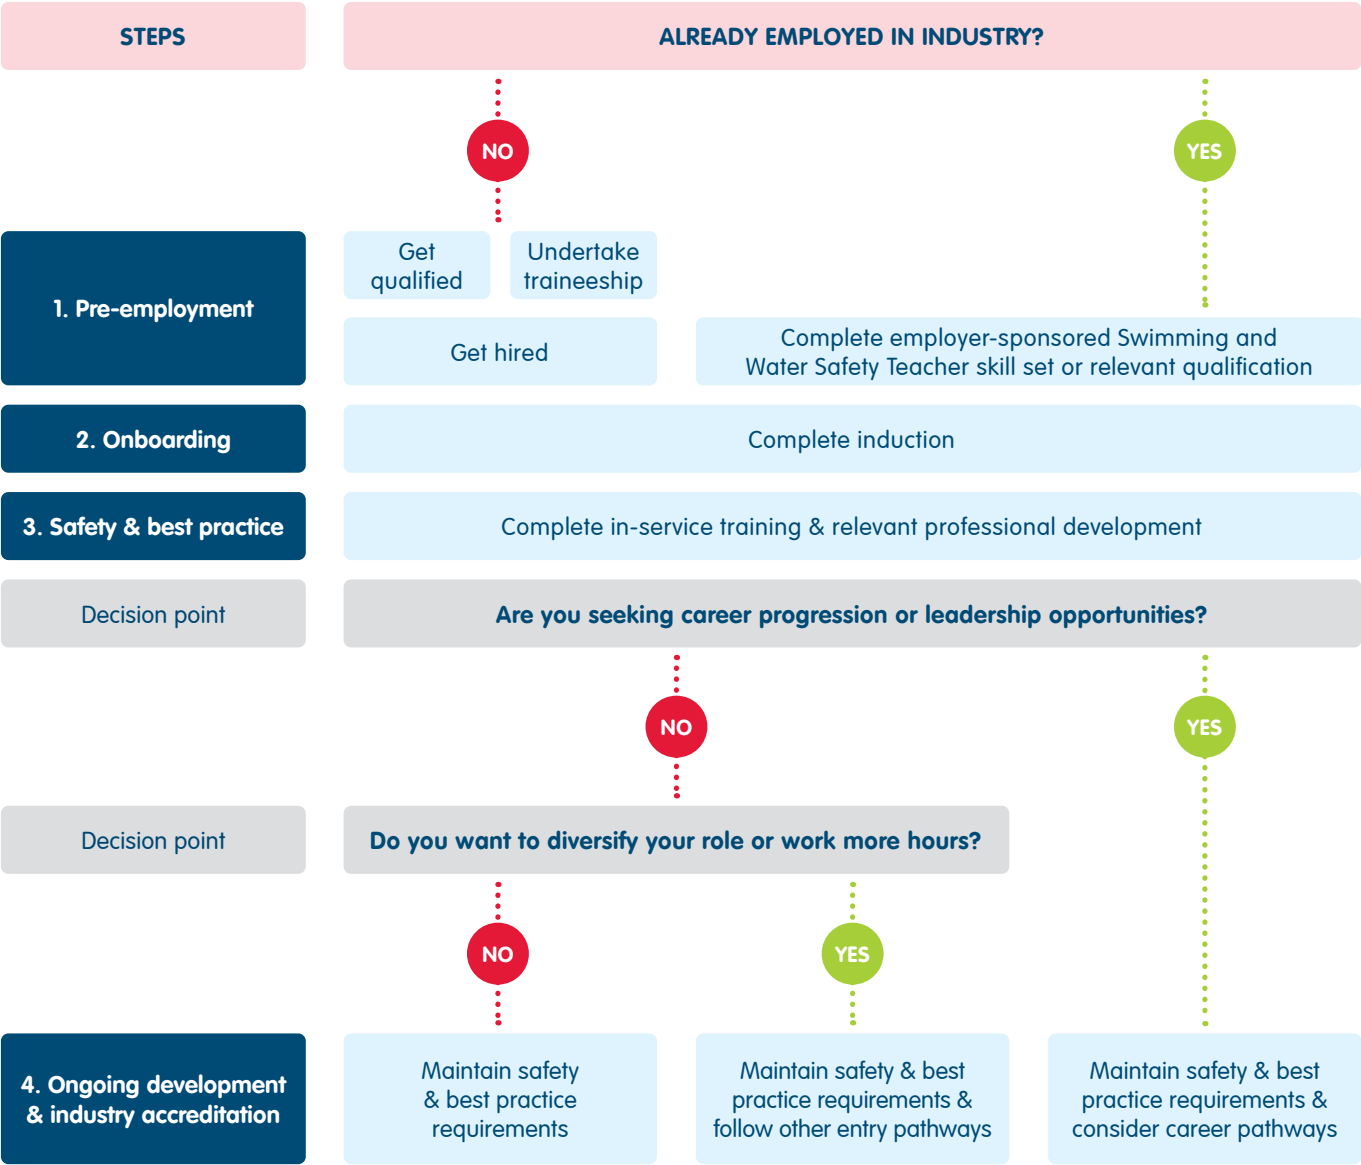 STEPS
ALREADY EMPLOYED IN INDUSTRY?
NO
YES
1. Pre-employment
Get
qualified
Undertake
traineeship
Get hired
Complete employer-sponsored Swimming and
Water Safety Teacher skill set or relevant qualification
2. Onboarding
Complete induction
3. Safety & best practice
Complete in-service training & relevant professional development
Decision point
Are you seeking career progression or leadership opportunities?
NO
YES
Decision point
Do you want to diversify your role or work more hours?
NO
YES
4. Ongoing development
& industry accreditation
Maintain safety
& best practice
requirements
Maintain safety & best
practice requirements &
follow other entry pathways
Maintain safety & best
practice requirements &
consider career pathways